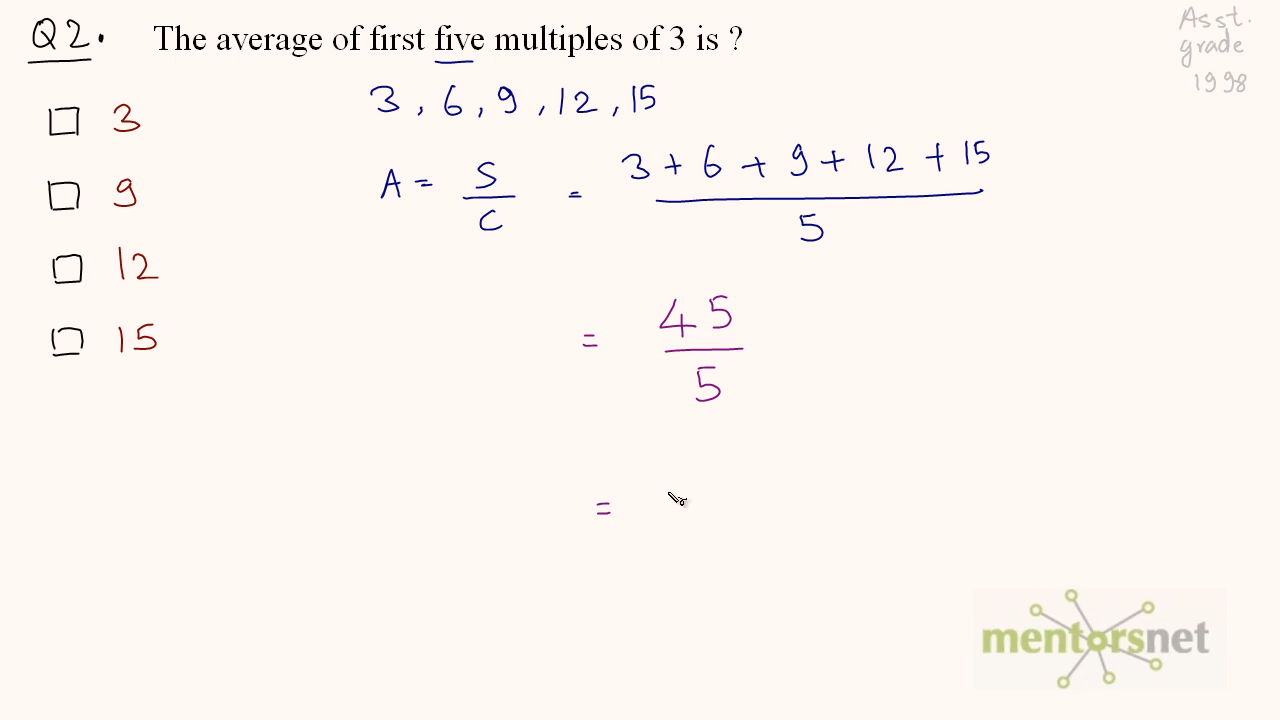 Q2. The average of first five multiples of 3 is ?
Asst.
grade
1998
3 , 6 , 9 , 12 , 15
☐ 3
☐ 9
☐ 12
☐ 15
A = S/C = (3 + 6 + 9 + 12 + 15)/5
= 45/5
=
mentorsnet